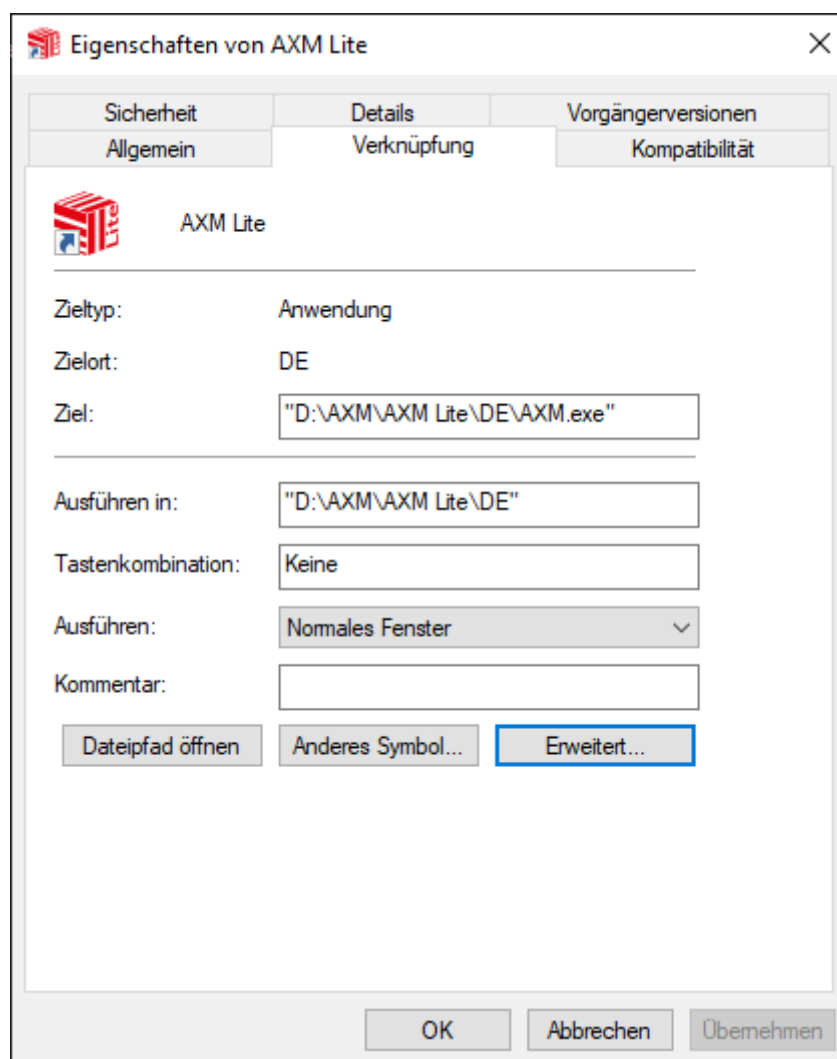 Eigenschaften von AXM Lite
Sicherheit Details Vorgängerversionen
Allgemein Verknüpfung Kompatibilität
Lite AXM Lite
Zieltyp: Anwendung
Zielort: DE
Ziel: "D:\AXM\AXM Lite\DE\AXM.exe"
Ausführen in: "D:\AXM\AXM Lite\DE"
Tastenkombination: Keine
Ausführen: Normales Fenster
Kommentar:
Dateipfad öffnen Anderes Symbol... Erweitert...
OK Abbrechen Übernehmen